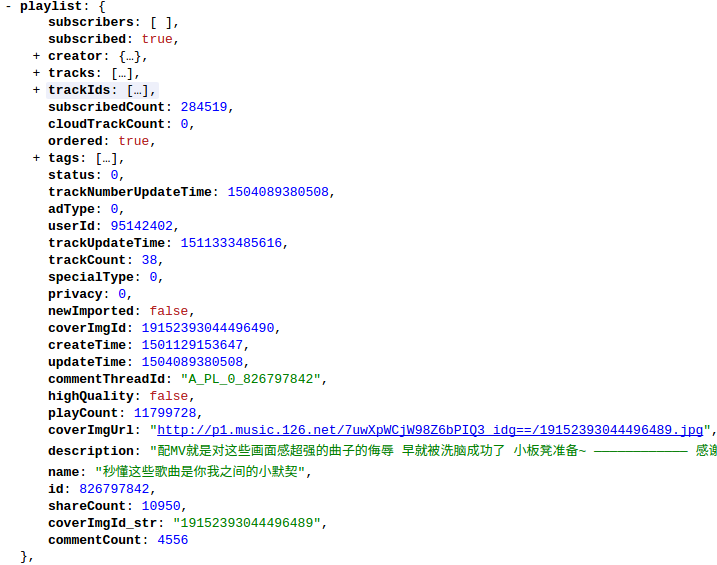 - playlist: {
subscribers: [ ],
subscribed: true,
+ creator: {…},
+ tracks: […],
+ trackIds: […],
subscribedCount: 284519,
cloudTrackCount: 0,
ordered: true,
+ tags: […],
status: 0,
trackNumberUpdateTime: 1504089380508,
adType: 0,
userId: 95142402,
trackUpdateTime: 1511333485616,
trackCount: 38,
specialType: 0,
privacy: 0,
newImported: false,
coverImgId: 19152393044496490,
createTime: 1501129153647,
updateTime: 1504089380508,
commentThreadId: "A_PL_0_826797842",
highQuality: false,
playCount: 11799728,
coverImgUrl: "http://p1.music.126.net/7uwXpWCjW98Z6bPIQ3_idg==/19152393044496489.jpg",
description: "配MV就是对这些画面感超强的曲子的侮辱 早就被洗脑成功了 小板凳准备~ ———————————— 感谢
name: "秒懂这些歌曲是你我之间的小默契",
id: 826797842,
shareCount: 10950,
coverImgId_str: "19152393044496489",
commentCount: 4556
},